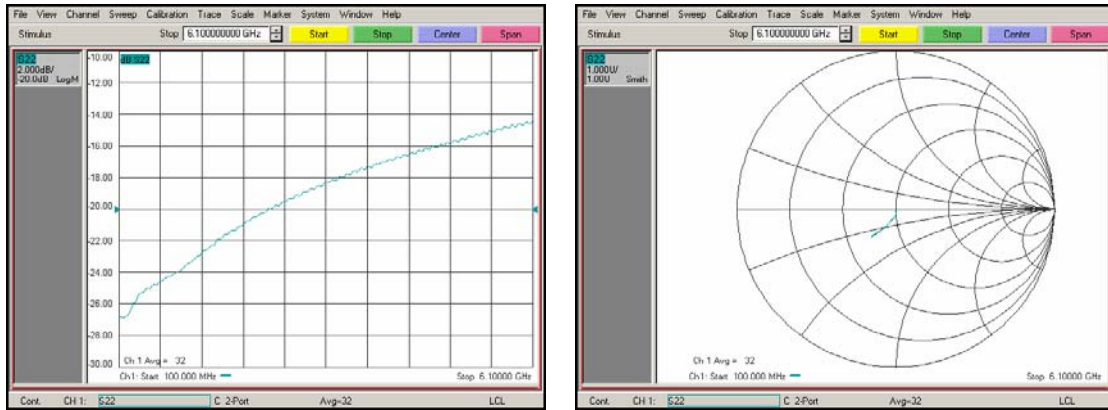 File View Channel Sweep Calibration Trace Scale Marker System Window Help
Stimulus Stop 6.100000000 GHz Start Stop Center Span
S22
2.000dB/
-20.0dB LogM
dB S22
-10.00
-12.00
-14.00
-16.00
-18.00
-20.00
-22.00
-24.00
-26.00
-28.00
-30.00
Ch 1 Avg = 32
Ch1: Start 100.000 MHz
Stop 6.10000 GHz
Cont. CH 1: S22 C 2-Port Avg=32 LCL
File View Channel Sweep Calibration Trace Scale Marker System Window Help
Stimulus Stop 6.100000000 GHz Start Stop Center Span
S22
1.000U/
1.00U Smith
Ch 1 Avg = 32
Ch1: Start 100.000 MHz
Stop 6.10000 GHz
Cont. CH 1: S22 C 2-Port Avg=32 LCL